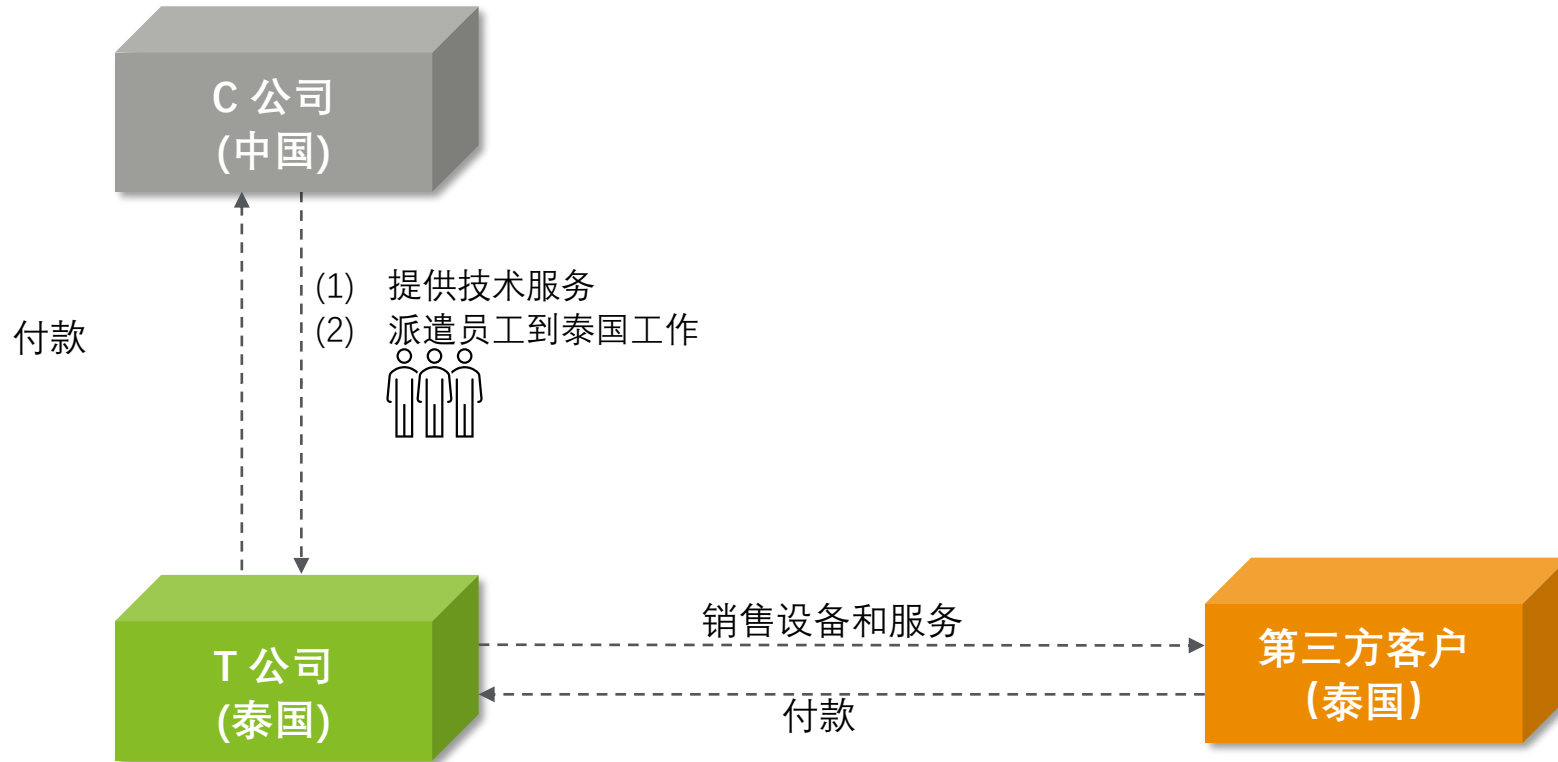 C 公司
(中国)
(1) 提供技术服务
(2) 派遣员工到泰国工作
付款
销售设备和服务
T 公司
(泰国)
第三方客户
(泰国)
付款